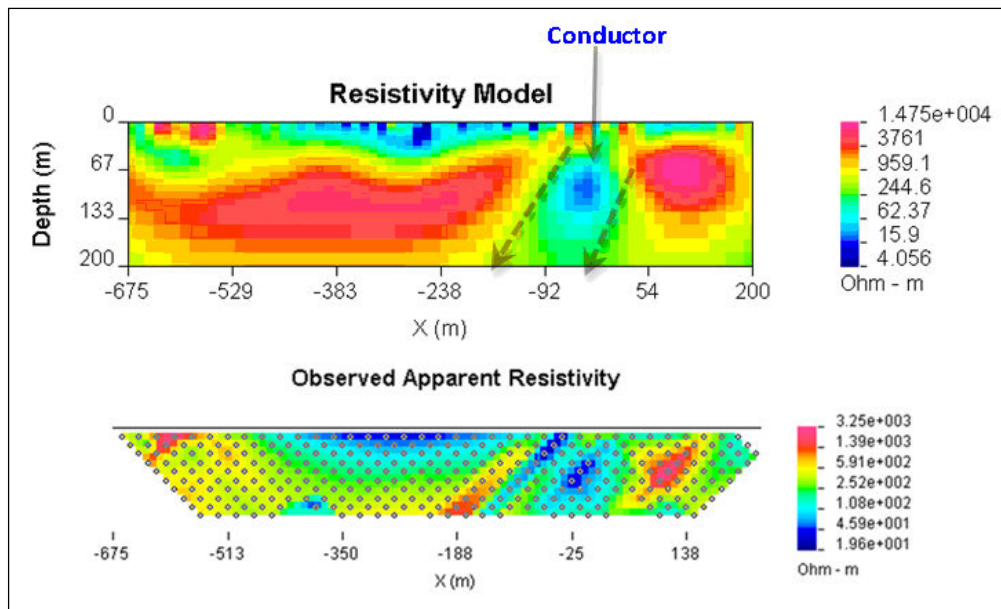 Conductor
Resistivity Model
Depth (m)
0
67
133
200
-675 -529 -383 -238 -92 54 200
X (m)
1.475e+004
3761
959.1
244.6
62.37
15.9
4.056
Ohm - m
Observed Apparent Resistivity
-675 -513 -350 -188 -25 138
X (m)
3.25e+003
1.39e+003
5.91e+002
2.52e+002
1.08e+002
4.59e+001
1.96e+001
Ohm - m